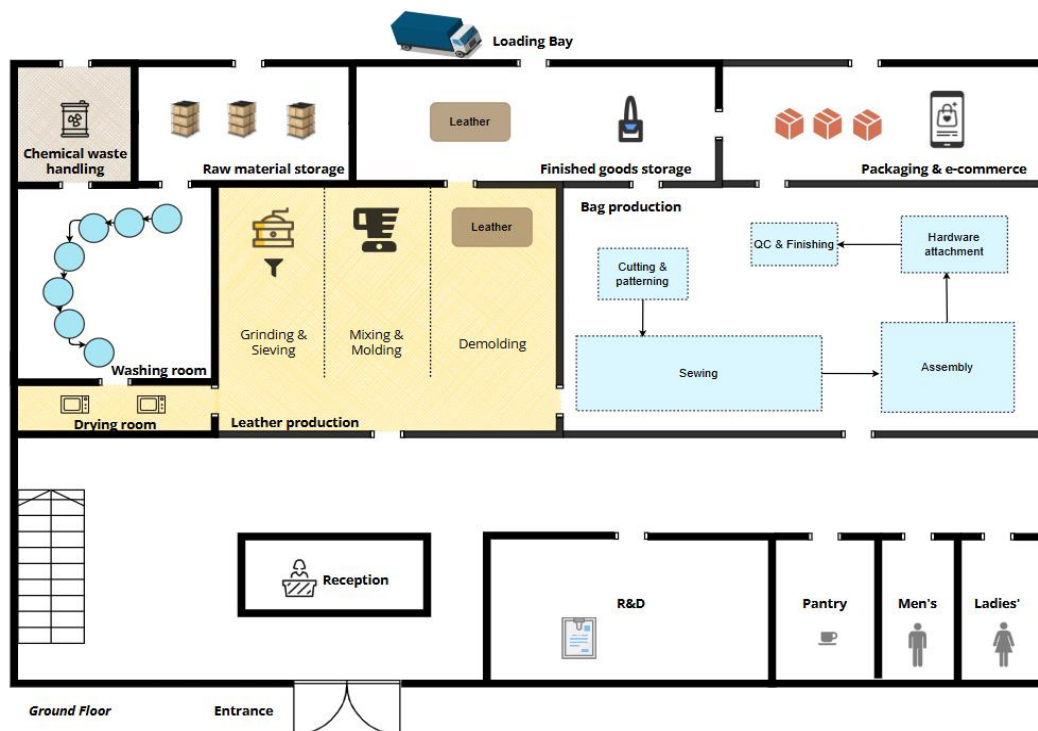 Loading Bay
Chemical waste
handling
Raw material storage
Leather
Finished goods storage
Packaging & e-commerce
Washing room
Grinding &
Sieving
Mixing &
Molding
Leather
Demolding
Drying room
Leather production
Bag production
Cutting &
patterning
QC & Finishing
Hardware
attachment
Sewing
Assembly
Reception
R&D
Pantry
Men's
Ladies'
Ground Floor
Entrance